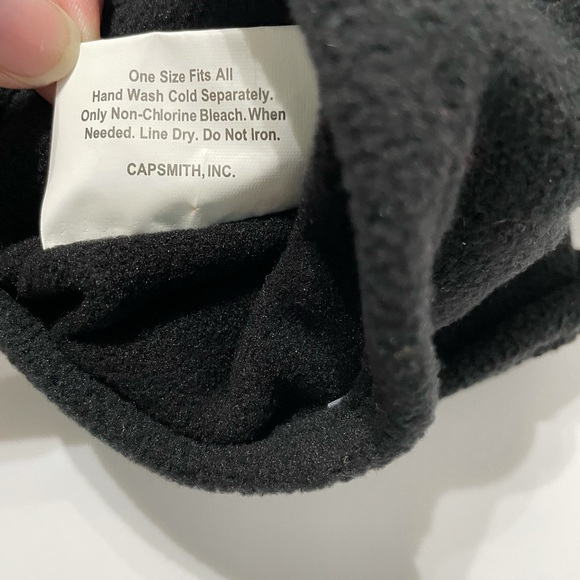 One Size Fits All
Hand Wash Cold Separately.
Only Non-Chlorine Bleach. When
Needed. Line Dry. Do Not Iron.
CAPSMITH, INC.